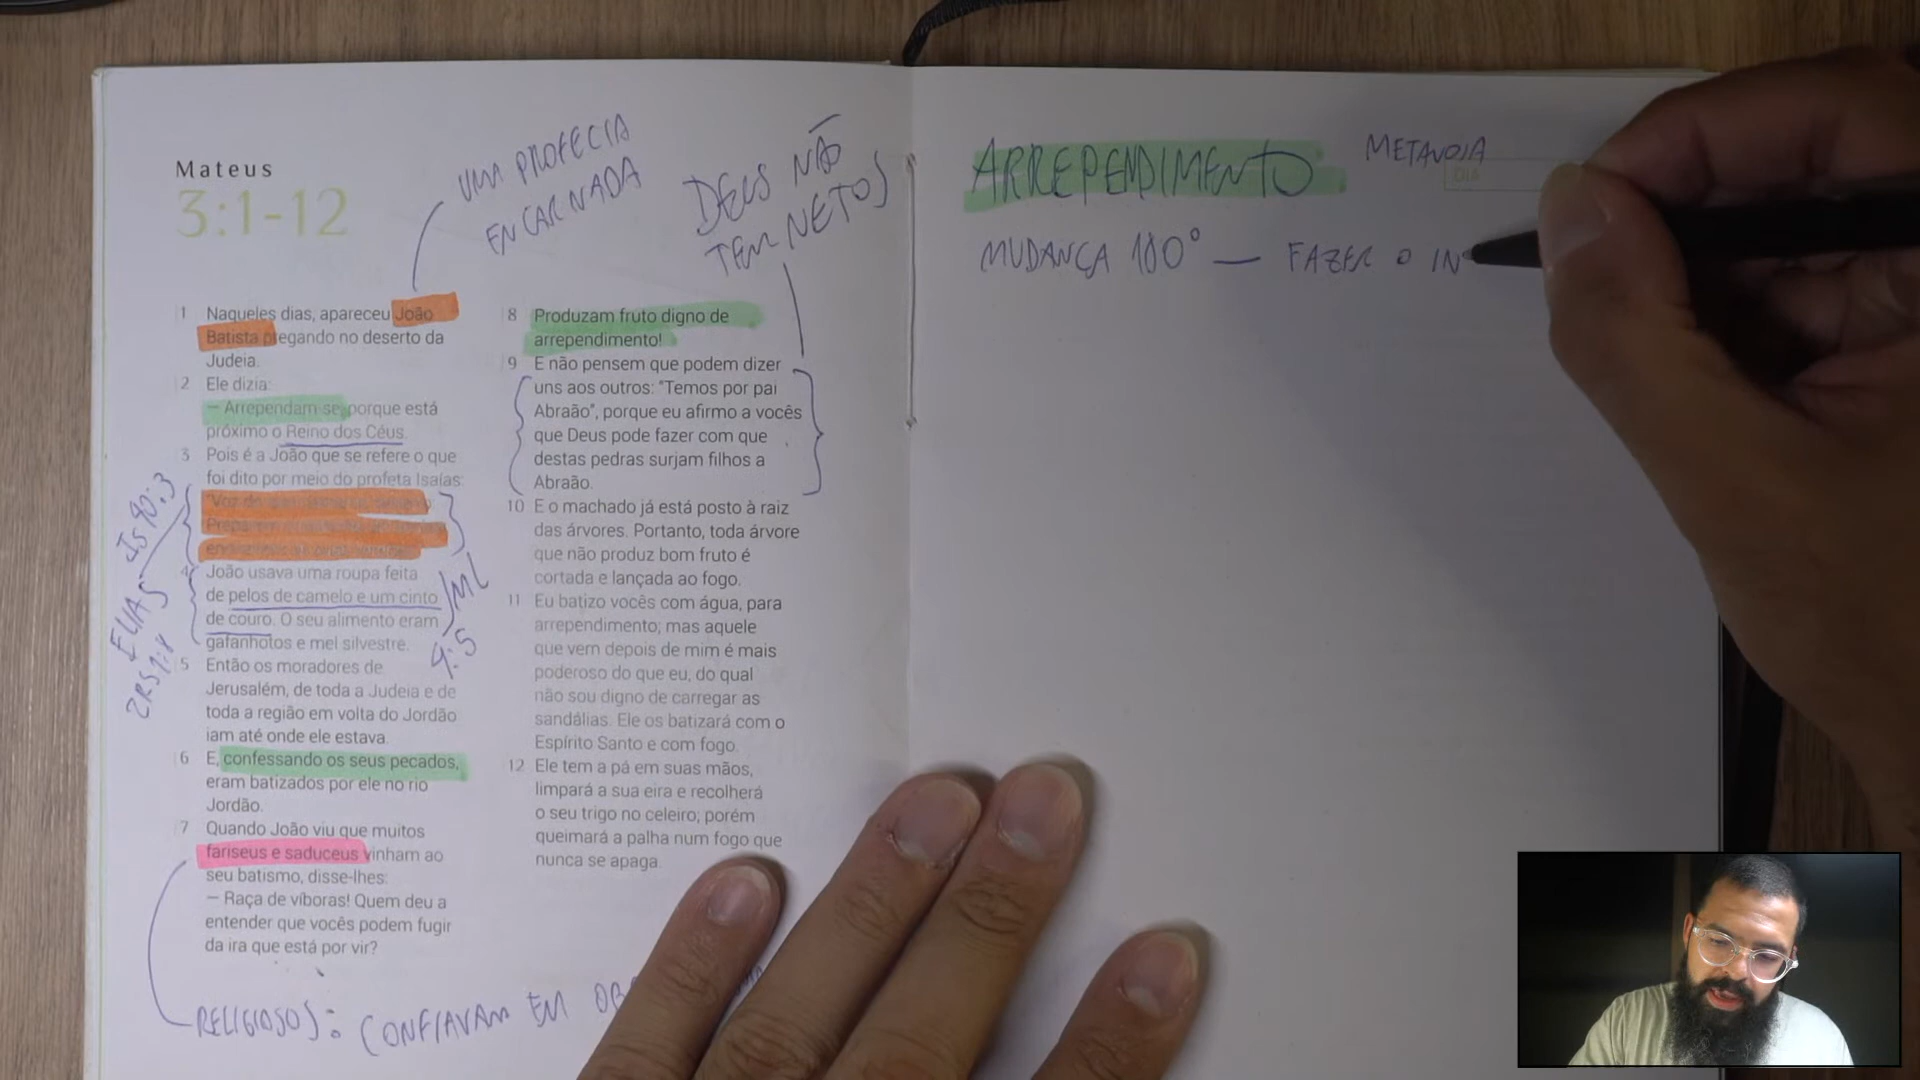 UMA PROFECIA
ENCARNADA
DEUS NÃO
TEM NETOS
Mateus
3:1-12
1 Naqueles dias, apareceu João
Batista pregando no deserto da
Judeia.
2 Ele dizia:
— Arrependam-se, porque está
próximo o Reino dos Céus.
3 Pois é a João que se refere o que
foi dito por meio do profeta Isaías:
"Voz do que
4 João usava uma roupa feita
de pelos de camelo e um cinto
de couro. O seu alimento eram
gafanhotos e mel silvestre.
5 Então os moradores de
Jerusalém, de toda a Judeia e de
toda a região em volta do Jordão
iam até onde ele estava.
6 E, confessando os seus pecados,
eram batizados por ele no rio
Jordão.
7 Quando João viu que muitos
fariseus e saduceus vinham ao
seu batismo, disse-lhes:
— Raça de víboras! Quem deu a
entender que vocês podem fugir
da ira que está por vir?
Is 40:3
ELIAS
2RS 1:8
ML
4:5
RELIGIOSOS: CONFIAVAM EM
8 Produzam fruto digno de
arrependimento!
9 E não pensem que podem dizer
uns aos outros: "Temos por pai
Abraão", porque eu afirmo a vocês
que Deus pode fazer com que
destas pedras surjam filhos a
Abraão.
10 E o machado já está posto à raiz
das árvores. Portanto, toda árvore
que não produz bom fruto é
cortada e lançada ao fogo.
11 Eu batizo vocês com água, para
arrependimento; mas aquele
que vem depois de mim é mais
poderoso do que eu, do qual
não sou digno de carregar as
sandálias. Ele os batizará com o
Espírito Santo e com fogo.
12 Ele tem a pá em suas mãos,
limpará a sua eira e recolherá
o seu trigo no celeiro; porém
queimará a palha num fogo que
nunca se apaga.
ARREPENDIMENTO METANOIA
DIA
MUDANÇA 180° — FAZER O IN